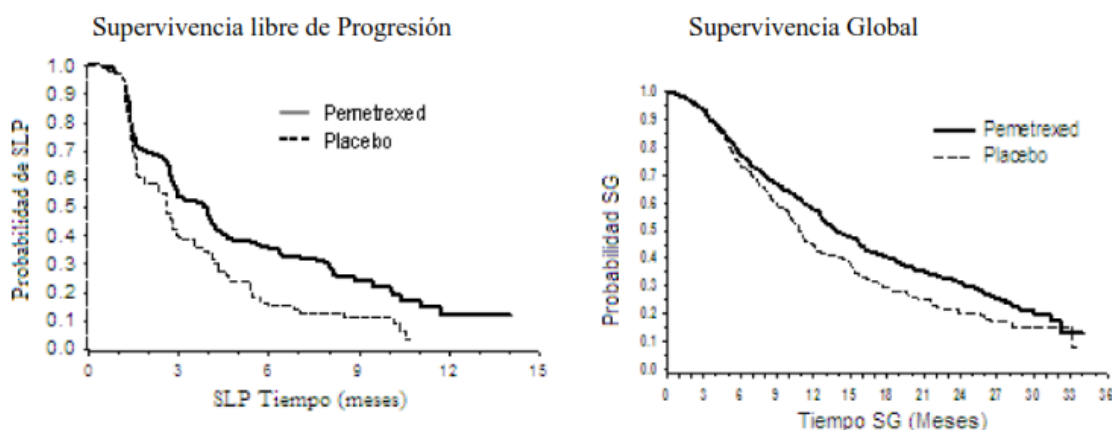 Supervivencia libre de Progresión
Supervivencia Global
Probabilidad de SLP
1.0
0.9
0.8
0.7
0.6
0.5
0.4
0.3
0.2
0.1
0.0
Pemetrexed
Placebo
0 3 6 9 12 15
SLP Tiempo (meses)
Probabilidad SG
1.0
0.9
0.8
0.7
0.6
0.5
0.4
0.3
0.2
0.1
0.0
Pemetrexed
Placebo
0 3 6 9 12 15 18 21 24 27 30 33 36
Tiempo SG (Meses)